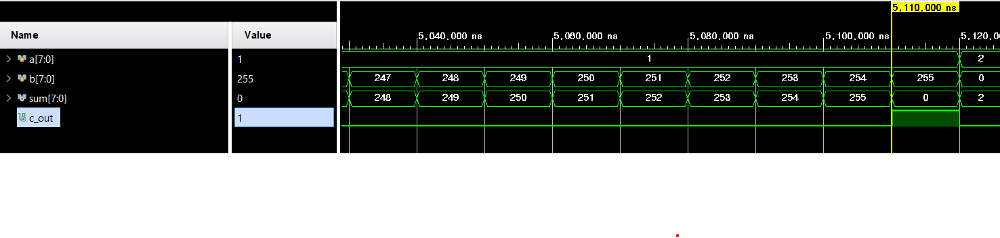 5,110.000 ns
Name Value
5,040.000 ns 5,060.000 ns 5,080.000 ns 5,100.000 ns 5,120.
a[7:0] 1 1 2
b[7:0] 255 247 248 249 250 251 252 253 254 255 0
sum[7:0] 0 248 249 250 251 252 253 254 255 0 2
c_out 1